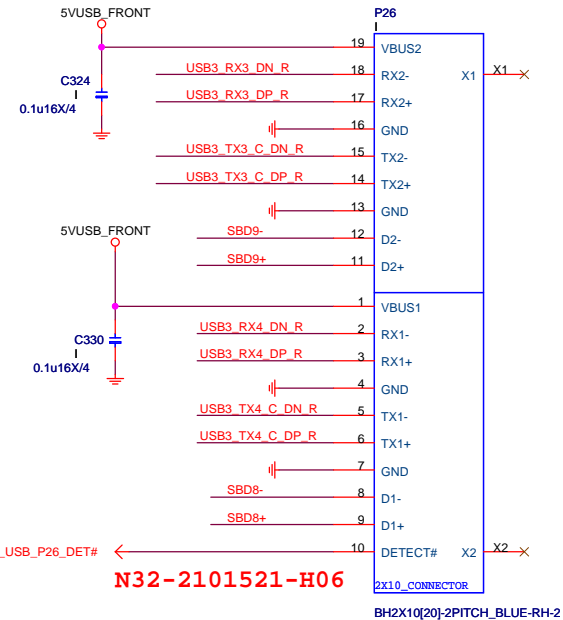 5VUSB_FRONT
P26
I
19 VBUS2
USB3_RX3_DN_R 18 RX2- X1 X1
C324
I
0.1u16X/4
USB3_RX3_DP_R 17 RX2+
16 GND
USB3_TX3_C_DN_R 15 TX2-
USB3_TX3_C_DP_R 14 TX2+
13 GND
5VUSB_FRONT
SBD9- 12 D2-
SBD9+ 11 D2+
1 VBUS1
USB3_RX4_DN_R 2 RX1-
C330
I
0.1u16X/4
USB3_RX4_DP_R 3 RX1+
4 GND
USB3_TX4_C_DN_R 5 TX1-
USB3_TX4_C_DP_R 6 TX1+
7 GND
SBD8- 8 D1-
SBD8+ 9 D1+
_USB_P26_DET# 10 DETECT# X2 X2
N32-2101521-H06
2X10_CONNECTOR
BH2X10[20]-2PITCH_BLUE-RH-2